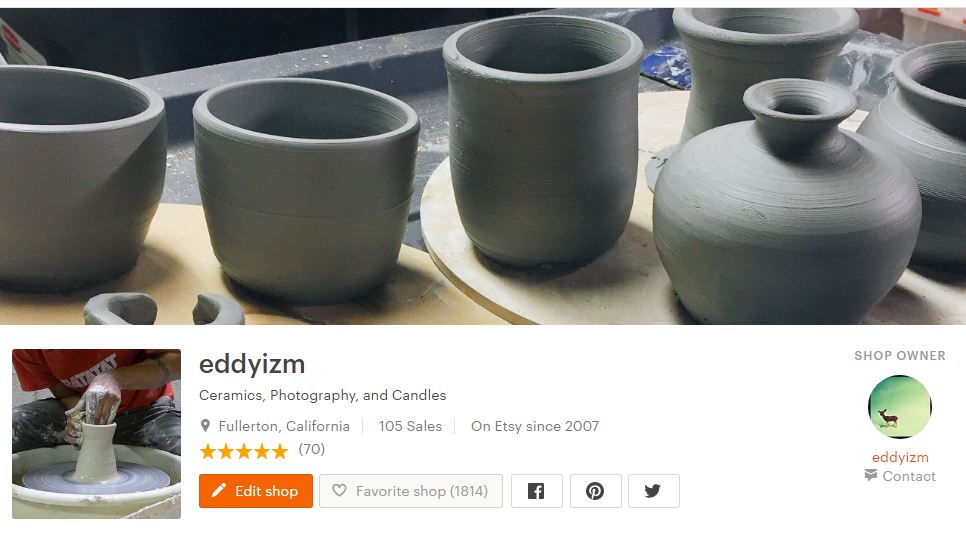 eddyizm
Ceramics, Photography, and Candles
Fullerton, California
105 Sales
On Etsy since 2007
(70)
Edit shop
Favorite shop (1814)
SHOP OWNER
eddyizm
Contact